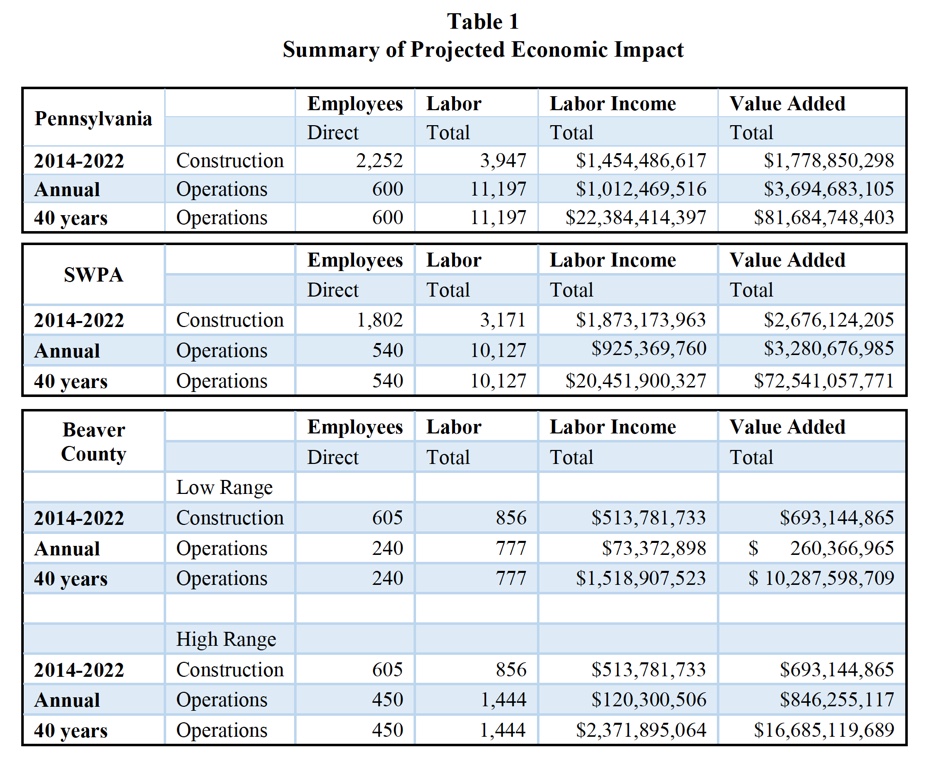 Table 1
Summary of Projected Economic Impact
Pennsylvania Employees Labor Labor Income Value Added
Direct Total Total Total
2014-2022 Construction 2,252 3,947 $1,454,486,617 $1,778,850,298
Annual Operations 600 11,197 $1,012,469,516 $3,694,683,105
40 years Operations 600 11,197 $22,384,414,397 $81,684,748,403
SWPA Employees Labor Labor Income Value Added
Direct Total Total Total
2014-2022 Construction 1,802 3,171 $1,873,173,963 $2,676,124,205
Annual Operations 540 10,127 $925,369,760 $3,280,676,985
40 years Operations 540 10,127 $20,451,900,327 $72,541,057,771
Beaver Employees Labor Labor Income Value Added
County Direct Total Total Total
Low Range
2014-2022 Construction 605 856 $513,781,733 $693,144,865
Annual Operations 240 777 $73,372,898 $ 260,366,965
40 years Operations 240 777 $1,518,907,523 $ 10,287,598,709
High Range
2014-2022 Construction 605 856 $513,781,733 $693,144,865
Annual Operations 450 1,444 $120,300,506 $846,255,117
40 years Operations 450 1,444 $2,371,895,064 $16,685,119,689